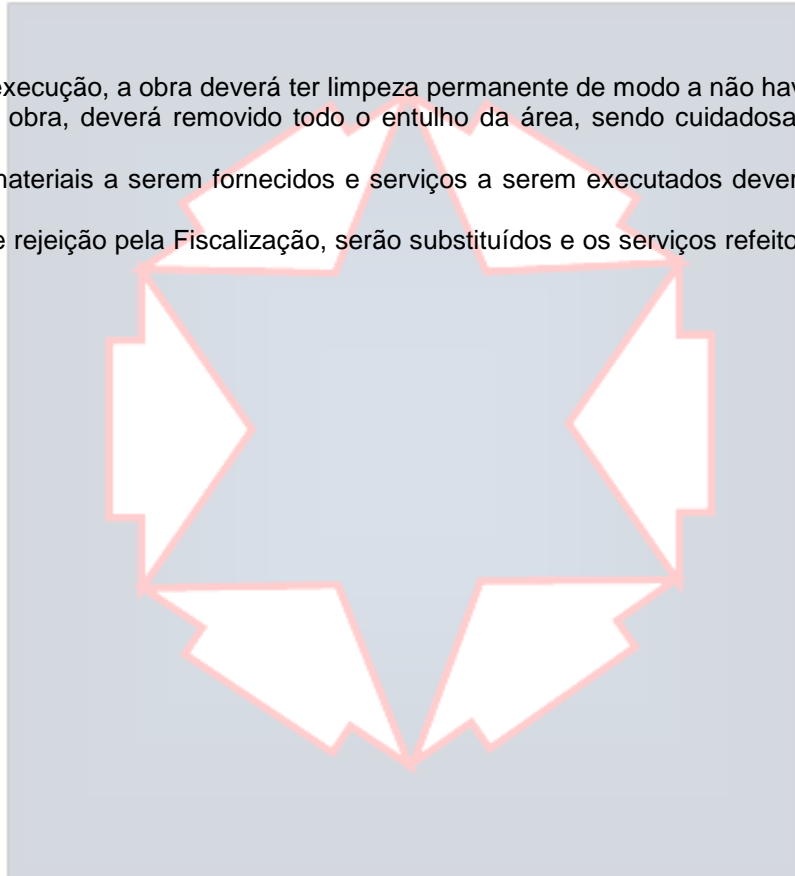 execução, a obra deverá ter limpeza permanente de modo a não hav
obra, deverá removido todo o entulho da área, sendo cuidadosa
materiais a serem fornecidos e serviços a serem executados dever
e rejeição pela Fiscalização, serão substituídos e os serviços refeito